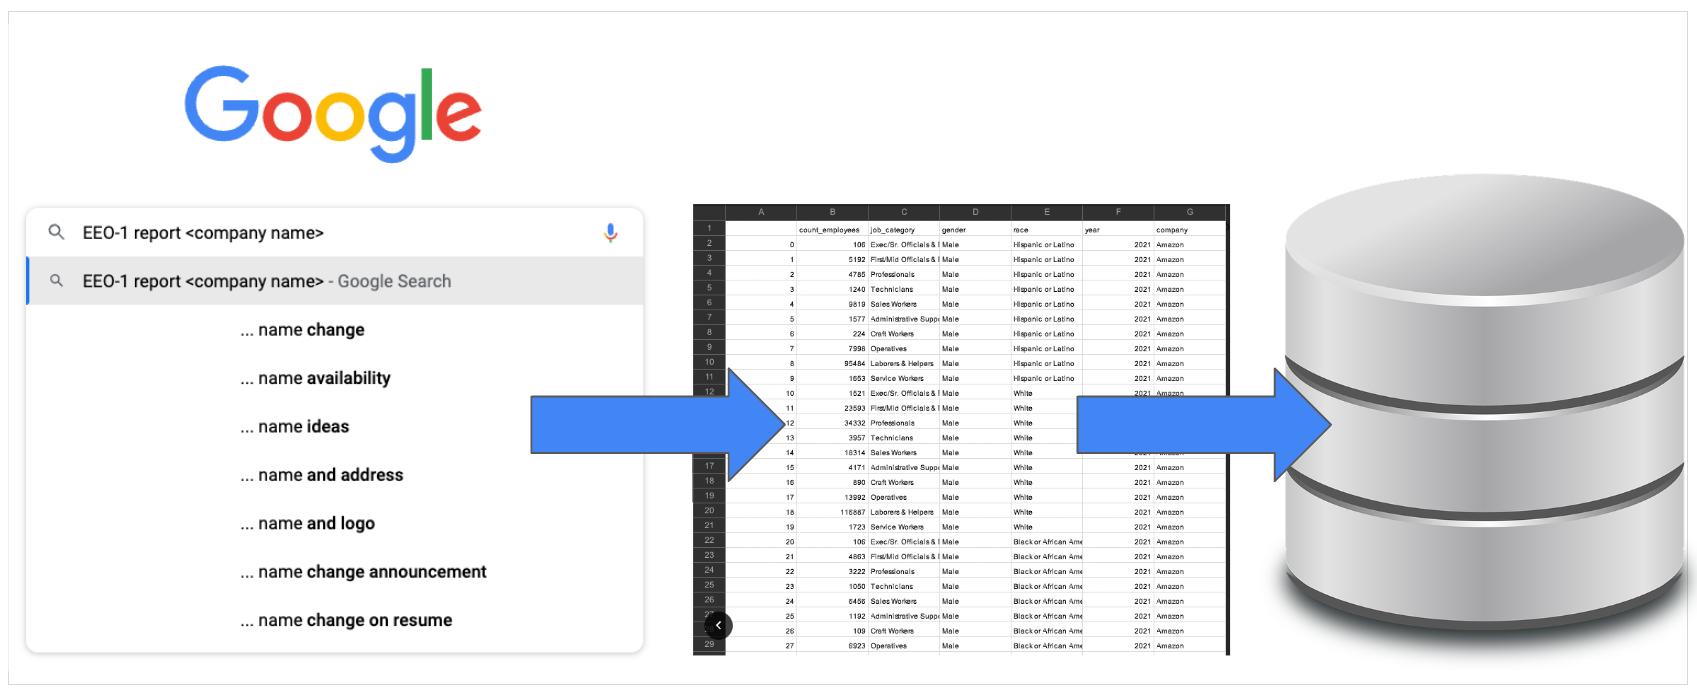 Google
EEO-1 report <company name>
EEO-1 report <company name> - Google Search
... name change
... name availability
... name ideas
... name and address
... name and logo
... name change announcement
... name change on resume
A B C D E F G
1 count_employees job_category gender race year company
2 0 106 Exec/Sr. Officials & Male Hispanic or Latino 2021 Amazon
3 1 5192 First/Mid Officials & Male Hispanic or Latino 2021 Amazon
4 2 4785 Professionals Male Hispanic or Latino 2021 Amazon
5 3 1240 Technicians Male Hispanic or Latino 2021 Amazon
6 4 9819 Sales Workers Male Hispanic or Latino 2021 Amazon
7 5 1577 Administrative Supp Male Hispanic or Latino 2021 Amazon
8 6 224 Craft Workers Male Hispanic or Latino 2021 Amazon
9 7 7998 Operatives Male Hispanic or Latino 2021 Amazon
10 8 95484 Laborers & Helpers Male Hispanic or Latino 2021 Amazon
11 9 1653 Service Workers Male Hispanic or Latino 2021 Amazon
12 10 1521 Exec/Sr. Officials & Male White 2021 Amazon
11 23593 First/Mid Officials & Male White
12 34332 Professionals Male White
13 3957 Technicians Male White
14 18314 Sales Workers Male White
17 15 4171 Administrative Supp Male White 2021 Amazon
18 16 890 Craft Workers Male White 2021 Amazon
19 17 13992 Operatives Male White 2021 Amazon
20 18 116887 Laborers & Helpers Male White 2021 Amazon
21 19 1723 Service Workers Male White 2021 Amazon
22 20 106 Exec/Sr. Officials & Male Black or African Ame 2021 Amazon
23 21 4863 First/Mid Officials & Male Black or African Ame 2021 Amazon
24 22 3222 Professionals Male Black or African Ame 2021 Amazon
25 23 1050 Technicians Male Black or African Ame 2021 Amazon
26 24 6456 Sales Workers Male Black or African Ame 2021 Amazon
25 1192 Administrative Supp Male Black or African Ame 2021 Amazon
26 109 Craft Workers Male Black or African Ame 2021 Amazon
29 27 6923 Operatives Male Black or African Ame 2021 Amazon